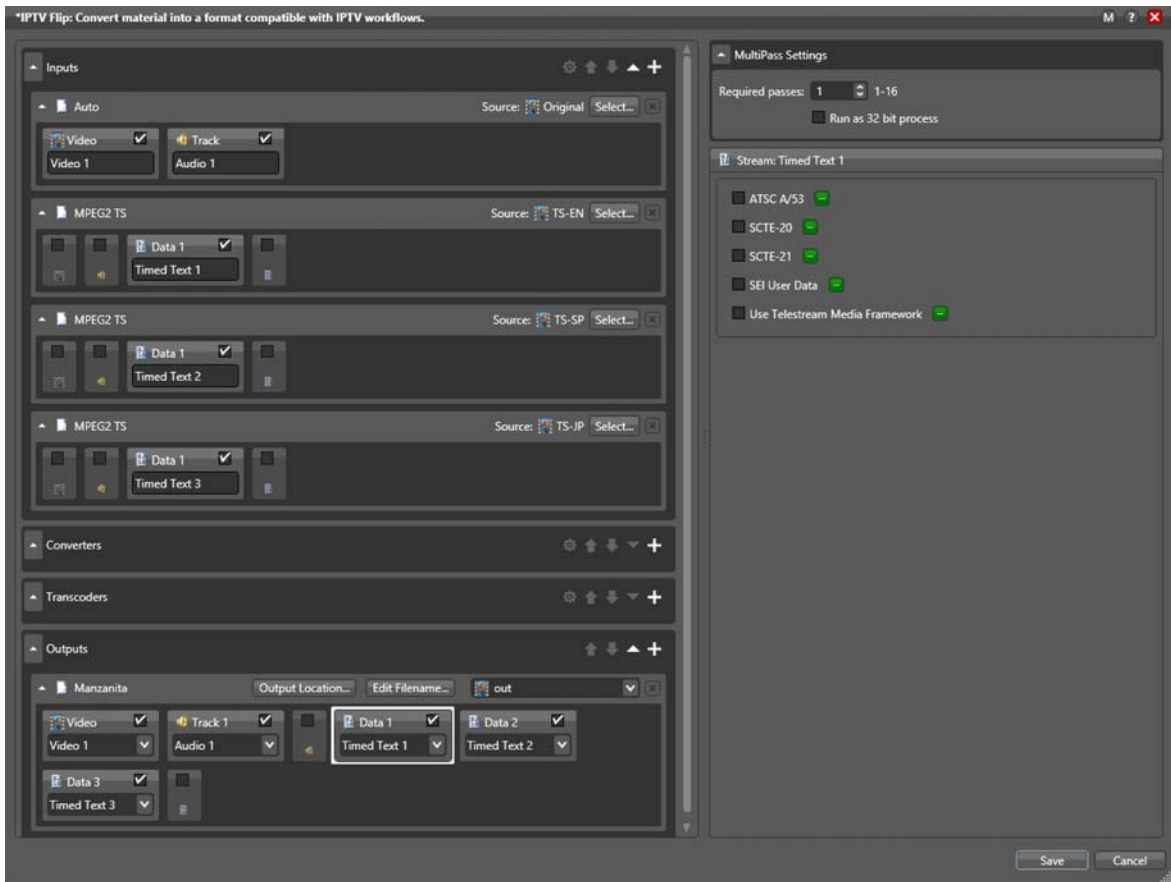 *IPTV Flip: Convert material into a format compatible with IPTV workflows.
M ?
Inputs
Auto Source: Original Select...
Video Track
Video 1 Audio 1
MPEG2 TS Source: TS-EN Select...
Data 1
Timed Text 1
MPEG2 TS Source: TS-SP Select...
Data 1
Timed Text 2
MPEG2 TS Source: TS-JP Select...
Data 1
Timed Text 3
Converters
Transcoders
Outputs
Manzanita Output Location... Edit Filename... out
Video Track 1 Data 1 Data 2
Video 1 Audio 1 Timed Text 1 Timed Text 2
Data 3
Timed Text 3
MultiPass Settings
Required passes: 1 1-16
Run as 32 bit process
Stream: Timed Text 1
ATSC A/53
SCTE-20
SCTE-21
SEI User Data
Use Telestream Media Framework
Save Cancel